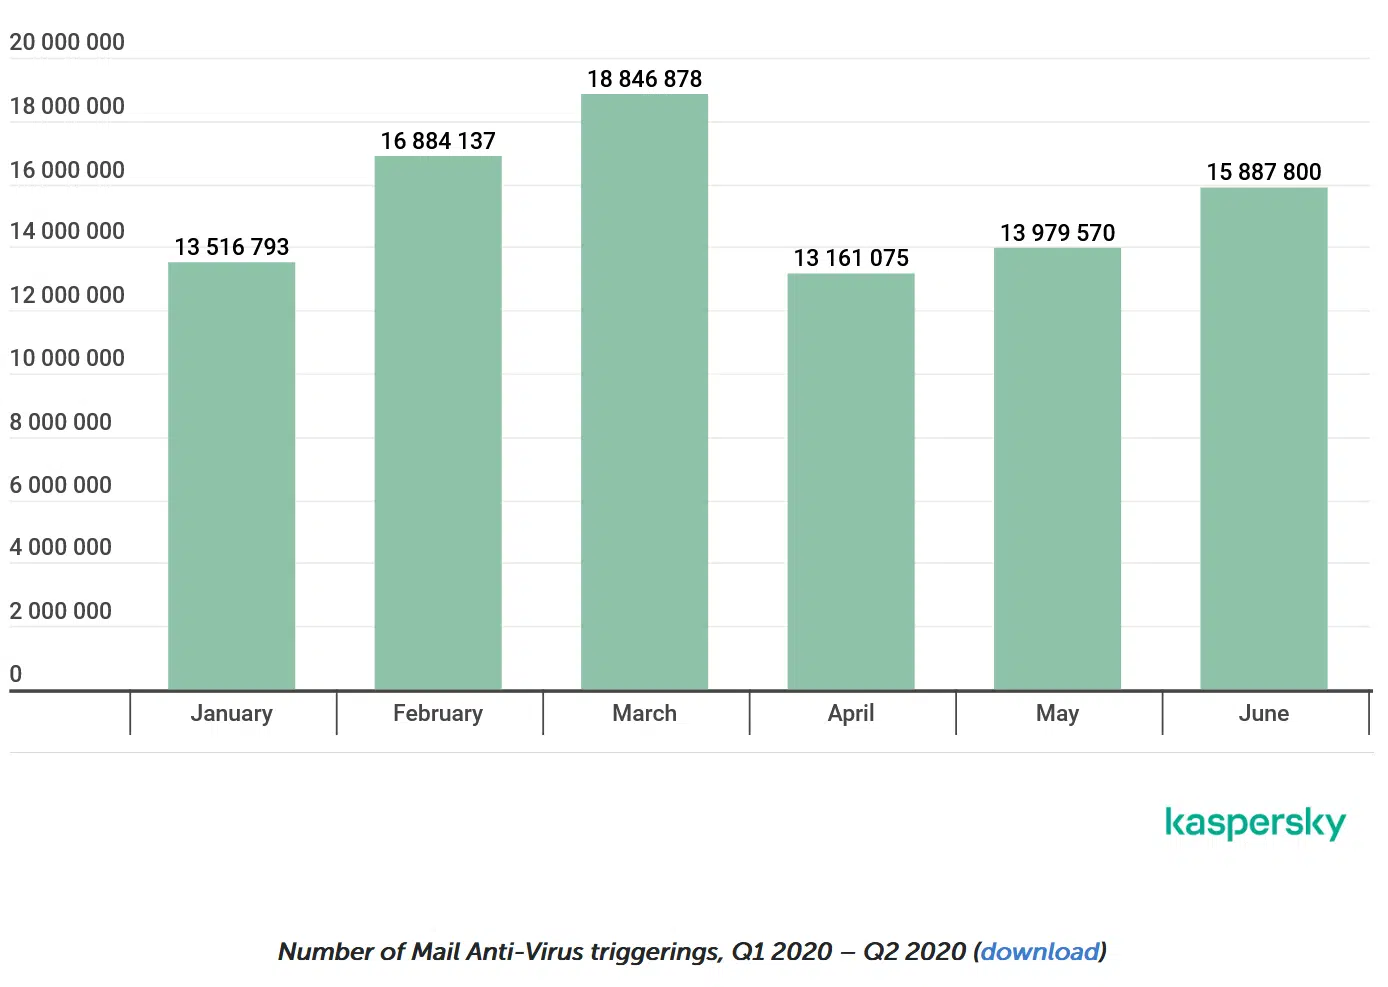 20 000 000
18 000 000
16 000 000
14 000 000
12 000 000
10 000 000
8 000 000
6 000 000
4 000 000
2 000 000
0
13 516 793
16 884 137
18 846 878
13 161 075
13 979 570
15 887 800
January February March April May June
kaspersky
Number of Mail Anti-Virus triggerings, Q1 2020 – Q2 2020 (download)